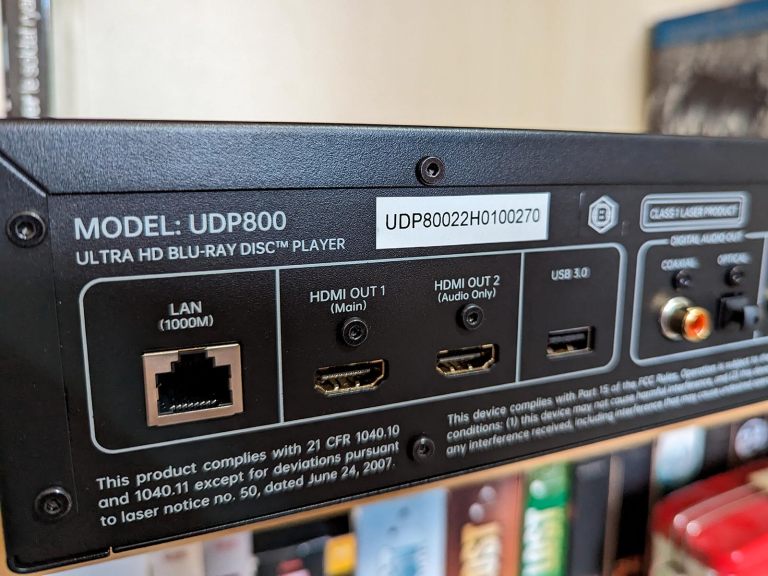 MODEL: UDP800
ULTRA HD BLU-RAY DISC™ PLAYER
UDP80022H0100270
B
CLASS 1 LASER PRODUCT
LAN
(1000M)
HDMI OUT 1
(Main)
HDMI OUT 2
(Audio Only)
USB 3.0
DIGITAL AUDIO OUT
COAXIAL
OPTICAL
This product complies with 21 CFR 1040.10
and 1040.11 except for deviations pursuant
to laser notice no. 50, dated June 24, 2007.
This device complies with Part 15 of the FCC Rules. Operation is subject to
conditions: (1) this device may not cause harmful interference, and (2) this
any interference received, including interference that may cause undesired
LOST